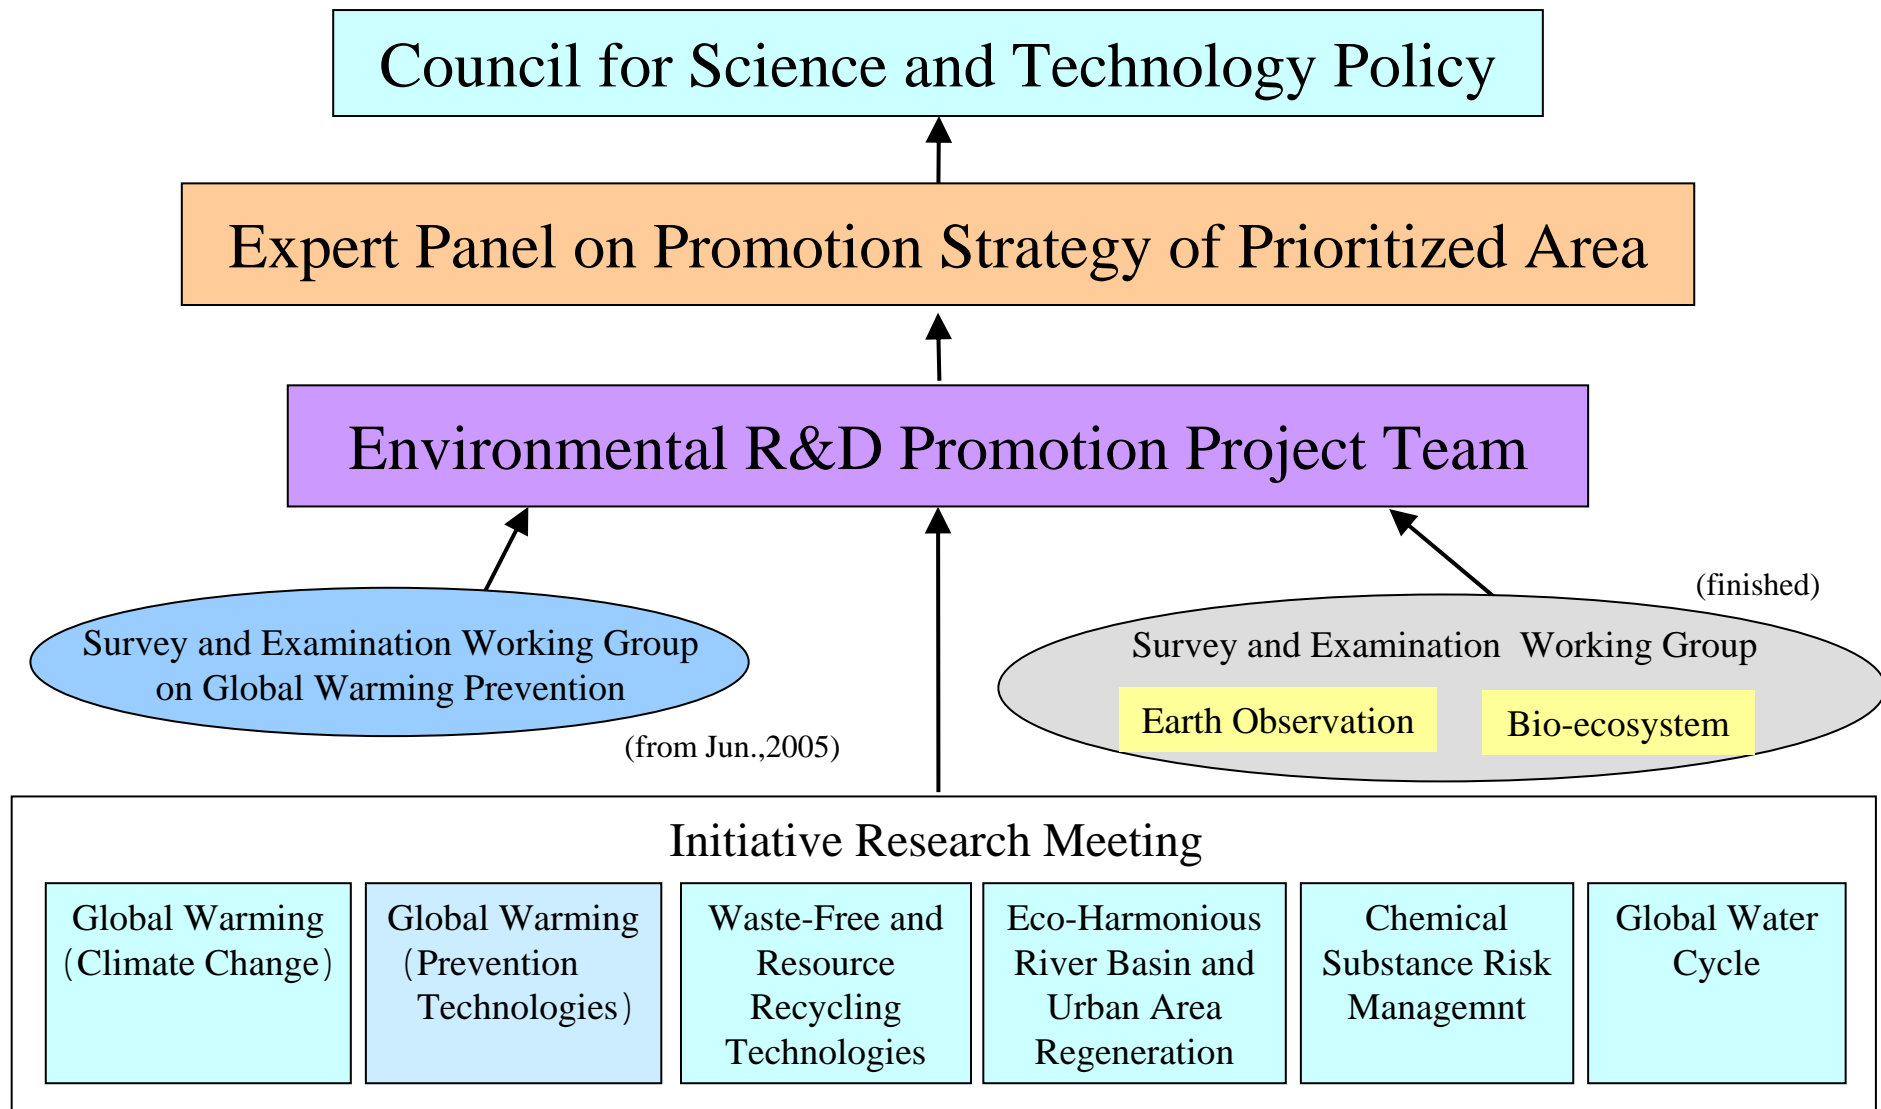 Council for Science and Technology Policy
Expert Panel on Promotion Strategy of Prioritized Area
Environmental R&D Promotion Project Team
Survey and Examination Working Group
on Global Warming Prevention
(from Jun.,2005)
(finished)
Survey and Examination Working Group
Earth Observation
Bio-ecosystem
Initiative Research Meeting
Global Warming
(Climate Change)
Global Warming
(Prevention
Technologies)
Waste-Free and
Resource
Recycling
Technologies
Eco-Harmonious
River Basin and
Urban Area
Regeneration
Chemical
Substance Risk
Managemnt
Global Water
Cycle